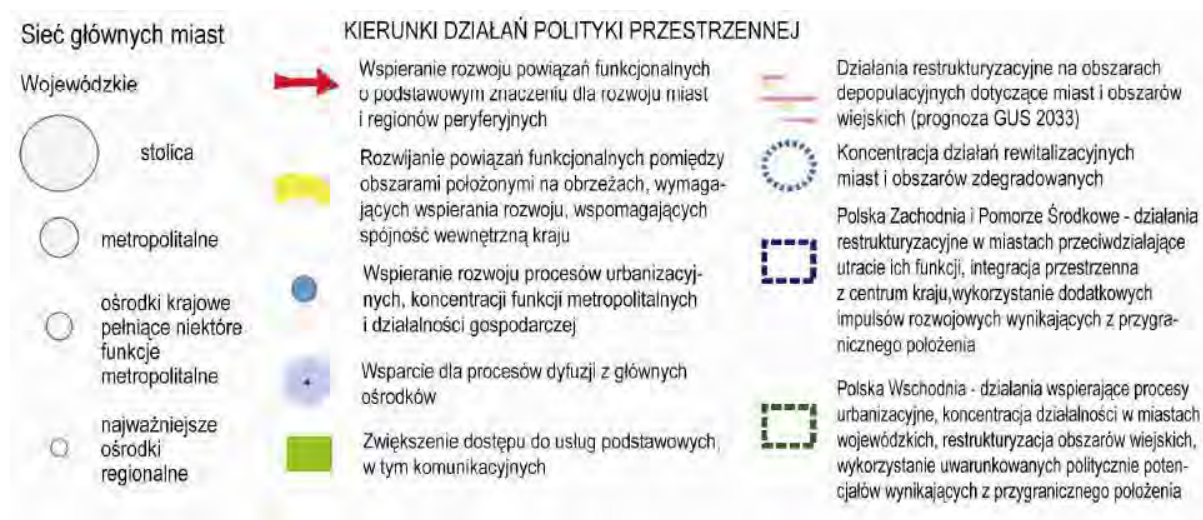 Sieć głównych miast
Wojewódzkie
stolica
metropolitalne
ośrodki krajowe
pełniące niektóre
funkcje
metropolitalne
najważniejsze
ośrodki
regionalne
KIERUNKI DZIAŁAŃ POLITYKI PRZESTRZENNEJ
Wspieranie rozwoju powiązań funkcjonalnych
o podstawowym znaczeniu dla rozwoju miast
i regionów peryferyjnych
Rozwijanie powiązań funkcjonalnych pomiędzy
obszarami położonymi na obrzeżach, wymaga-
jących wspierania rozwoju, wspomagających
spójność wewnętrzną kraju
Wspieranie rozwoju procesów urbanizacyj-
nych, koncentracji funkcji metropolitalnych
i działalności gospodarczej
Wsparcie dla procesów dyfuzji z głównych
ośrodków
Zwiększenie dostępu do usług podstawowych,
w tym komunikacyjnych
Działania restrukturyzacyjne na obszarach
depopulacyjnych dotyczące miast i obszarów
wiejskich (prognoza GUS 2033)
Koncentracja działań rewitalizacyjnych
miast i obszarów zdegradowanych
Polska Zachodnia i Pomorze Środkowe - działania
restrukturyzacyjne w miastach przeciwdziałające
utracie ich funkcji, integracja przestrzenna
z centrum kraju,wykorzystanie dodatkowych
impulsów rozwojowych wynikających z przygra-
nicznego położenia
Polska Wschodnia - działania wspierające procesy
urbanizacyjne, koncentracja działalności w miastach
wojewódzkich, restrukturyzacja obszarów wiejskich,
wykorzystanie uwarunkowanych politycznie poten-
cjałów wynikających z przygranicznego położenia